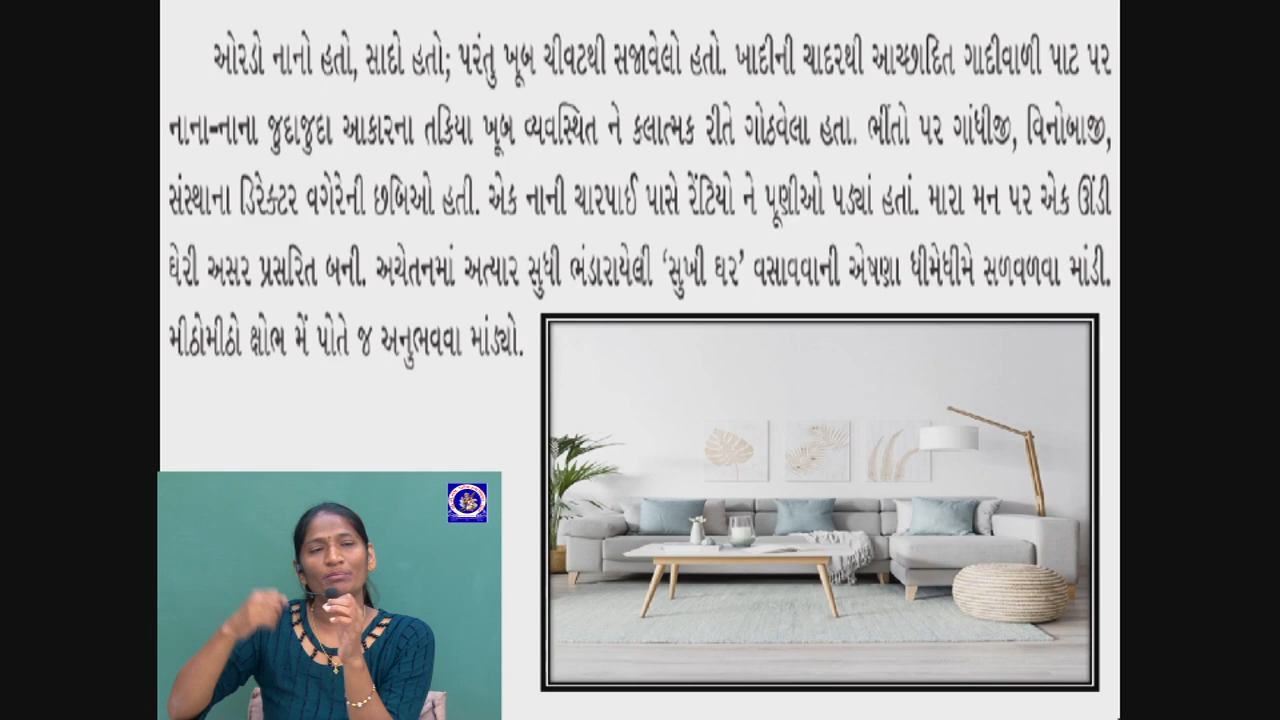 ઓરડો નાનો હતો, સાદો હતો; પરંતુ ખૂબ ચીવટથી સજાવેલો હતો. ખાદીની ચાદરથી આચ્છાદિત ગાદીવાળી પાટ પર
નાના-નાના જુદાજુદા આકારના તકિયા ખૂબ વ્યવસ્થિત ને કલાત્મક રીતે ગોઠવેલા હતા. ભીંતો પર ગાંધીજી, વિનોબાજી,
સંસ્થાના ડિરેક્ટર વગેરેની છબિઓ હતી. એક નાની ચારપાઈ પાસે રેંટિયો ને પૂણીઓ પડ્યાં હતાં. મારા મન પર એક ઊંડી
ઘેરી અસર પ્રસરિત બની. અચેતનમાં અત્યાર સુધી ભંડારાયેલી ‘સુખી ઘર’ વસાવવાની એષણા ધીમેધીમે સળવળવા માંડી.
મીઠોમીઠો ક્ષોભ મેં પોતે જ અનુભવવા માંડ્યો.